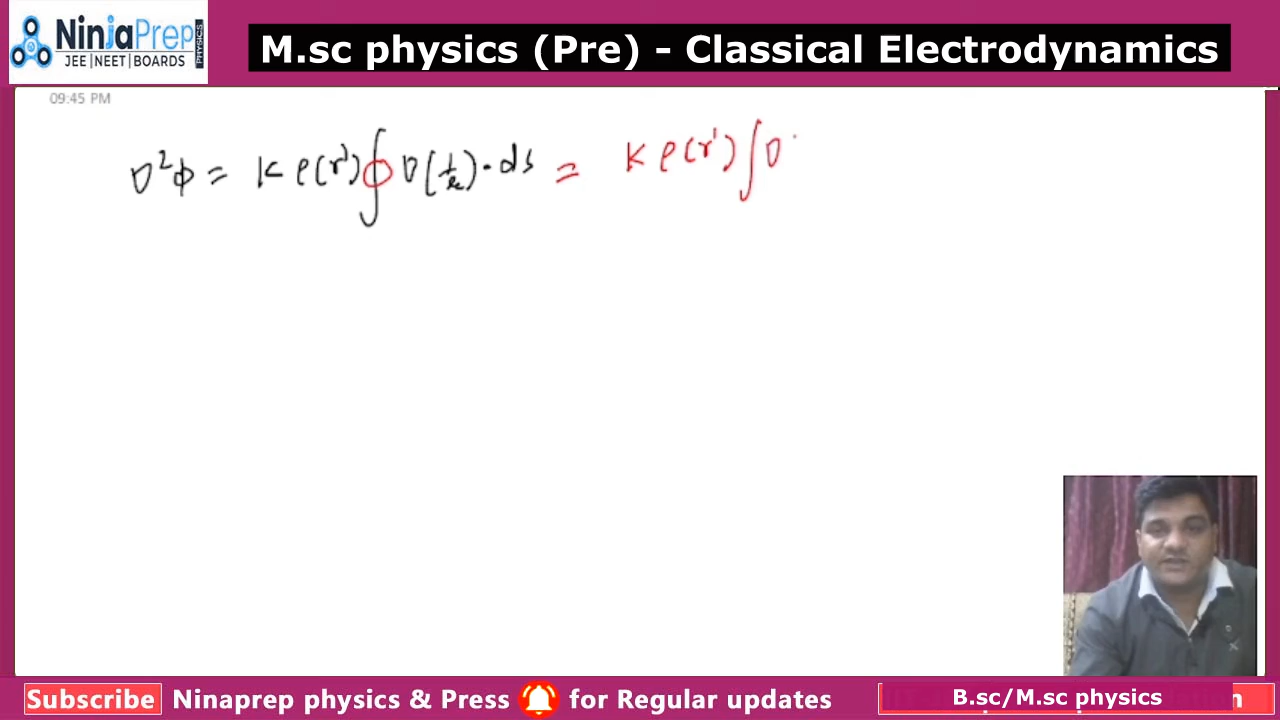 NinjaPrep
PHYSICS
JEE | NEET | BOARDS
M.sc physics (Pre) - Classical Electrodynamics
09:45 PM
∇²φ = K ρ(r') ∮ ∇(1/r) · ds = K ρ(r') ∫ ∇ ·
Subscribe Ninaprep physics & Press for Regular updates
B.sc/M.sc physics